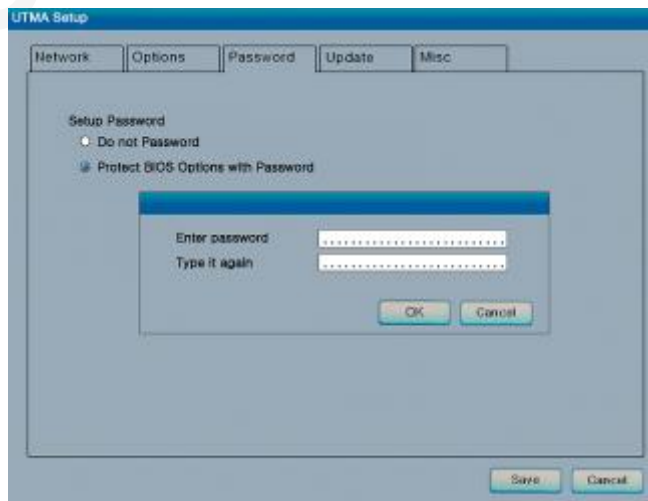 UTMA Setup
Network Options Password Update Misc
Setup Password
Do not Password
Protect BIOS Options with Password
Enter password ...........................
Type it again ...........................
OK Cancel
Save Cancel